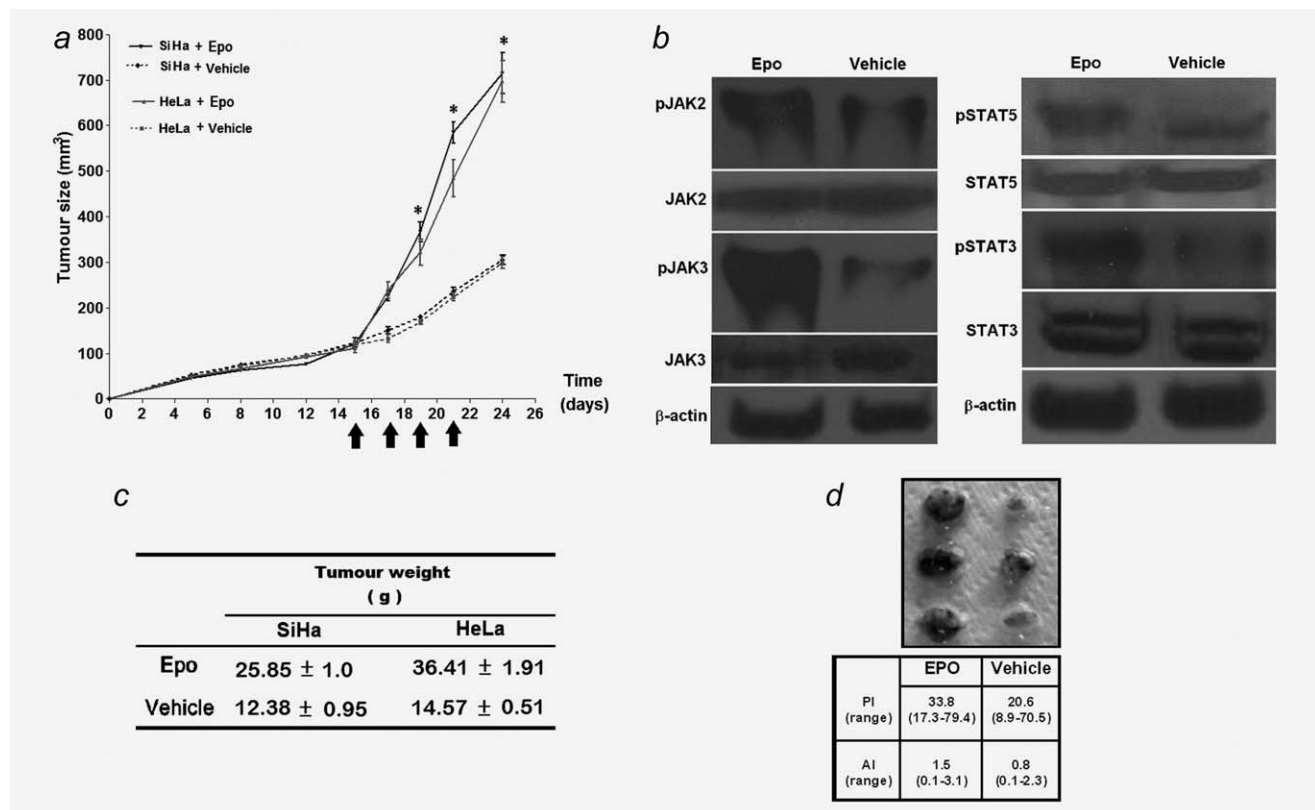 a
SiHa + Epo
SiHa + Vehicle
HeLa + Epo
HeLa + Vehicle
*
*
*
Tumour size (mm³)
800
700
600
500
400
300
200
100
0
0 2 4 6 8 10 12 14 16 18 20 22 24 26
Time
(days)
b
Epo Vehicle
pJAK2
JAK2
pJAK3
JAK3
β-actin
Epo Vehicle
pSTAT5
STAT5
pSTAT3
STAT3
β-actin
c
Tumour weight
( g )
SiHa HeLa
Epo 25.85 ± 1.0 36.41 ± 1.91
Vehicle 12.38 ± 0.95 14.57 ± 0.51
d
EPO Vehicle
PI 33.8 20.6
(range) (17.3-79.4) (8.9-70.5)
AI 1.5 0.8
(range) (0.1-3.1) (0.1-2.3)